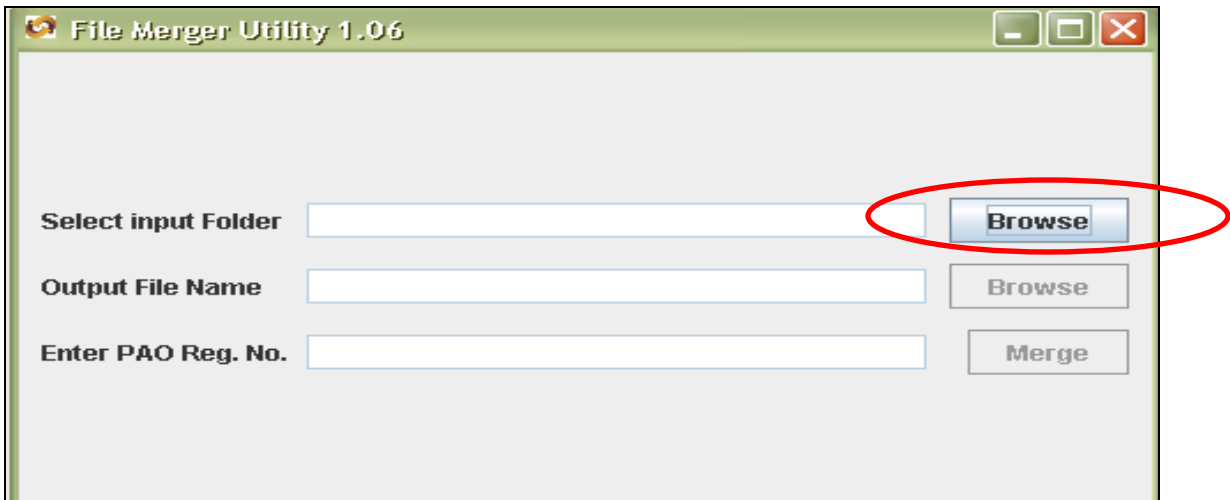 File Merger Utility 1.06
Select input Folder Browse
Output File Name Browse
Enter PAO Reg. No. Merge